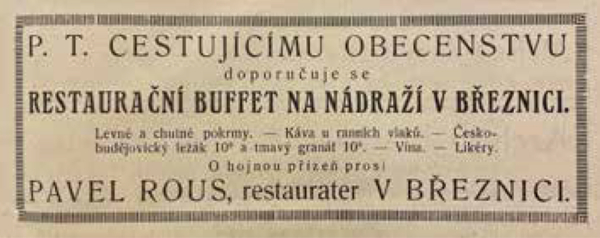 P. T. CESTUJÍCÍMU OBECENSTVU
doporučuje se
RESTAURAČNÍ BUFFET NA NÁDRAŽÍ V BŘEZNICI.
Levné a chutné pokrmy. — Káva u ranních vlaků. — Česko-
budějovický ležák 10° a tmavý granát 10°. — Vína. — Likéry.
O hojnou přízeň prosí
PAVEL ROUS, restaurater V BŘEZNICI.